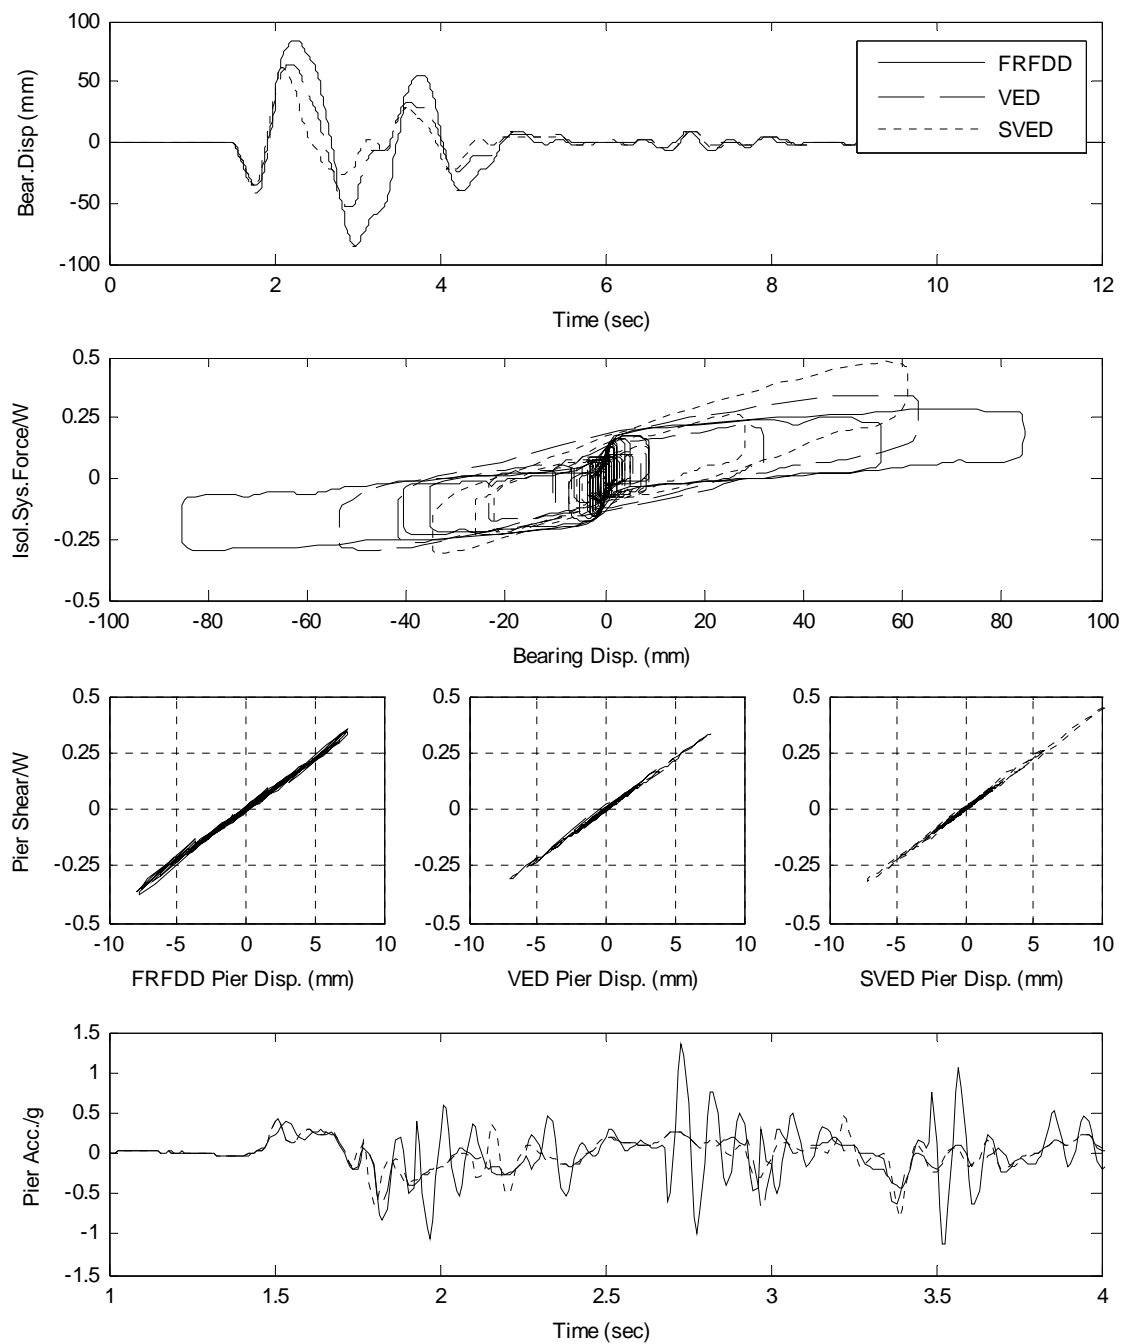 100
50
0
-50
-100
Bear.Disp (mm)
FRFDD
VED
SVED
0 2 4 6 8 10 12
Time (sec)
0.5
0.25
0
-0.25
-0.5
Isol.Sys.Force/W
-100 -80 -60 -40 -20 0 20 40 60 80 100
Bearing Disp. (mm)
0.5
0.25
0
-0.25
-0.5
Pier Shear/W
-10 -5 0 5 10
FRFDD Pier Disp. (mm)
0.5
0.25
0
-0.25
-0.5
-10 -5 0 5 10
VED Pier Disp. (mm)
0.5
0.25
0
-0.25
-0.5
-10 -5 0 5 10
SVED Pier Disp. (mm)
1.5
1
0.5
0
-0.5
-1
-1.5
Pier Acc./g
1 1.5 2 2.5 3 3.5 4
Time (sec)